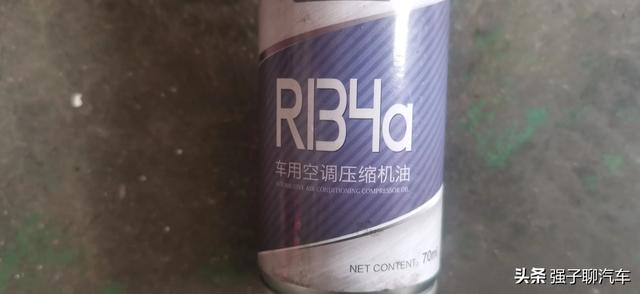 R134a
车用空调压缩机油
AUTOMOTIVE AIR CONDITIONING COMPRESSOR OIL
NET CONTENT: 70ml
头条 @强子聊汽车